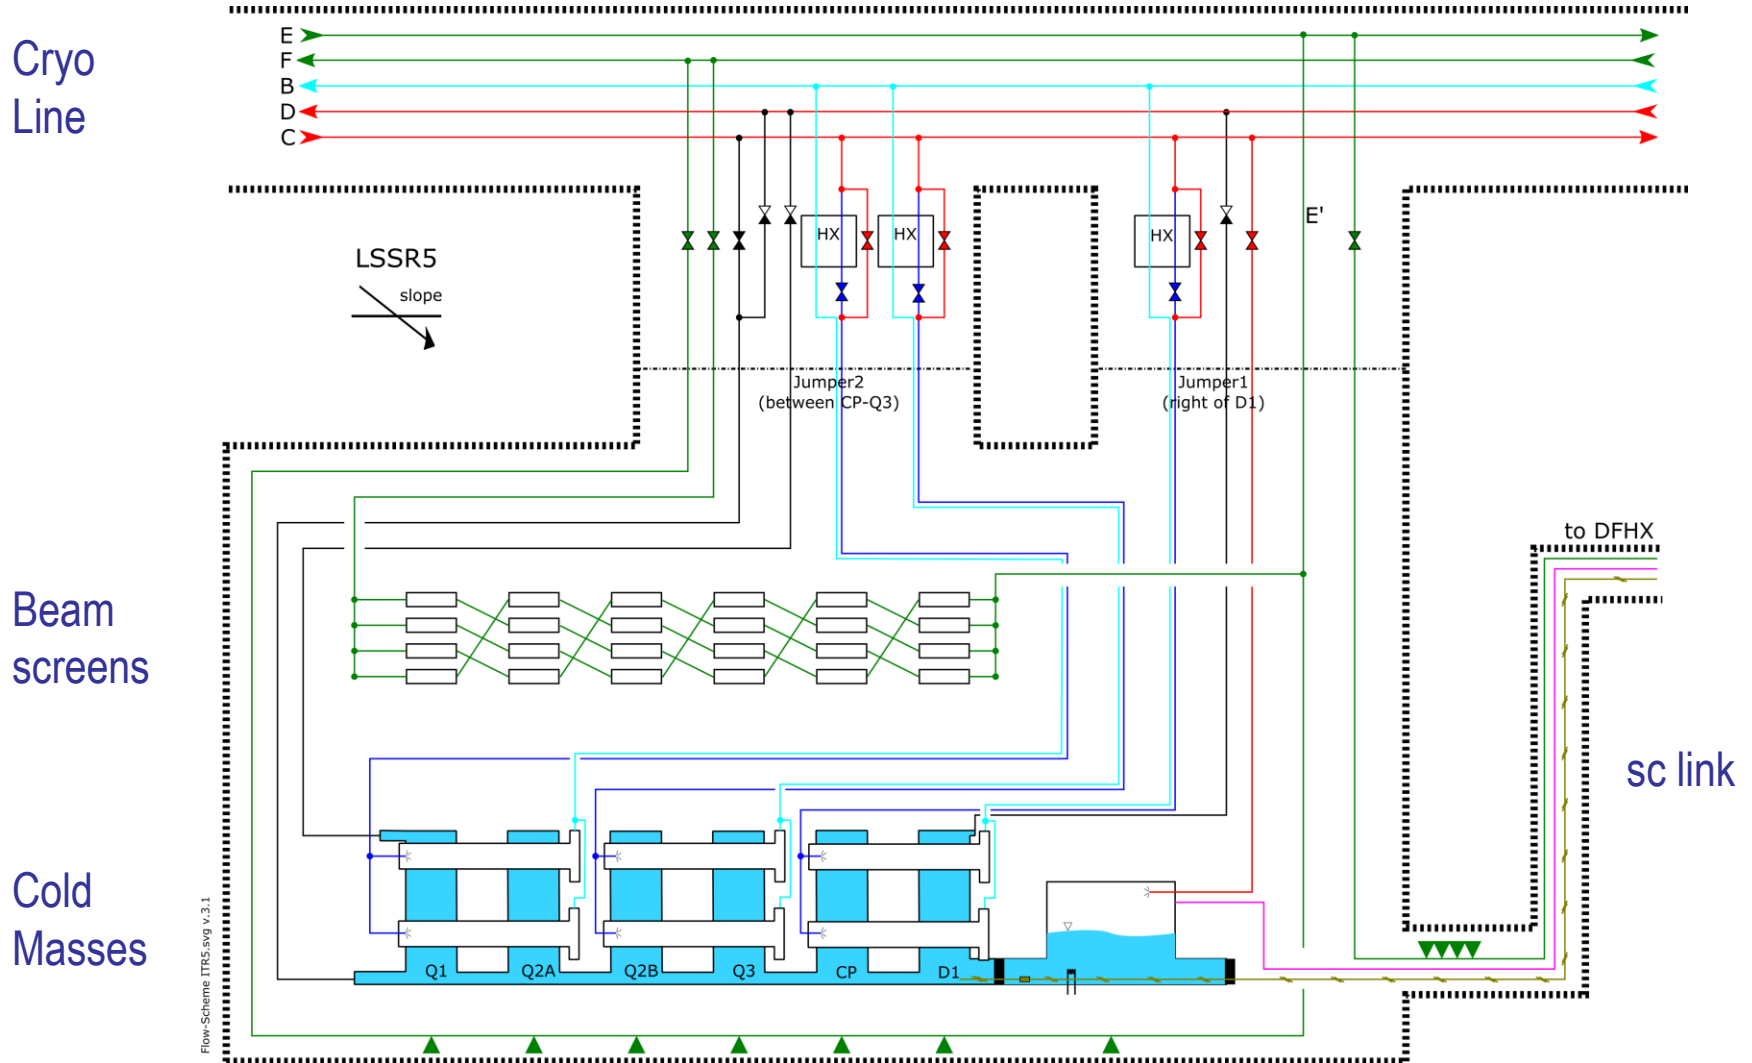 Cryo
Line
E
F
B
D
C
HX
HX
HX
E'
LSSR5
slope
Jumper2
(between CP-Q3)
Jumper1
(right of D1)
to DFHX
Beam
screens
sc link
Cold
Masses
Q1
Q2A
Q2B
Q3
CP
D1
Flow-Scheme ITR5.svg v.3.1